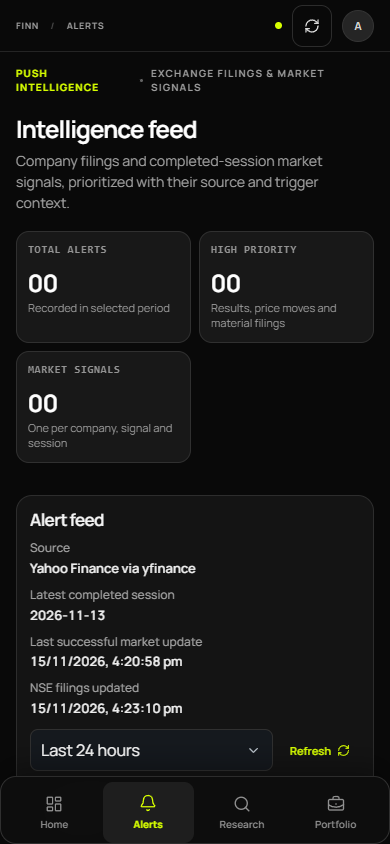 FINN / ALERTS
A
PUSH INTELLIGENCE • EXCHANGE FILINGS & MARKET SIGNALS
Intelligence feed
Company filings and completed-session market
signals, prioritized with their source and trigger
context.
TOTAL ALERTS
00
Recorded in selected period
HIGH PRIORITY
00
Results, price moves and
material filings
MARKET SIGNALS
00
One per company, signal and
session
Alert feed
Source
Yahoo Finance via yfinance
Latest completed session
2026-11-13
Last successful market update
15/11/2026, 4:20:58 pm
NSE filings updated
15/11/2026, 4:23:10 pm
Last 24 hours
Refresh
Home
Alerts
Research
Portfolio